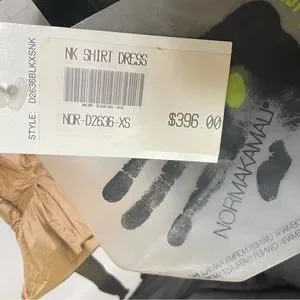 NK SHIRT DRESS
STYLE: D2636BLKXSNK
NOR-D2636-XS
NOR-D2636-XS
$396.00
NORMAKAMALI